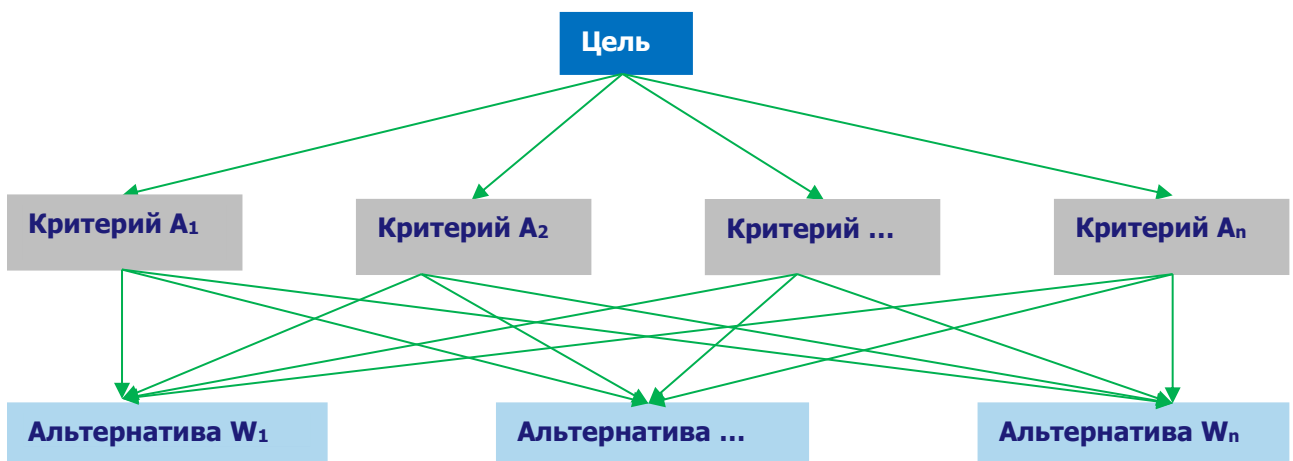 Цель
Критерий A1
Критерий A2
Критерий ...
Критерий An
Альтернатива W1
Альтернатива ...
Альтернатива Wn